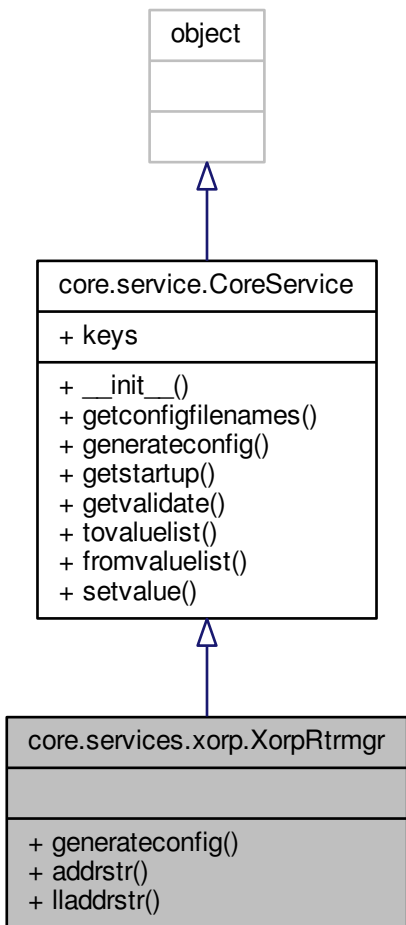 object
core.service.CoreService
+ keys
+ __init__()
+ getconfigfilenames()
+ generateconfig()
+ getstartup()
+ getvalidate()
+ tovaluelist()
+ fromvaluelist()
+ setvalue()
core.services.xorp.XorpRtrmgr
+ generateconfig()
+ addrstr()
+ lladdrstr()